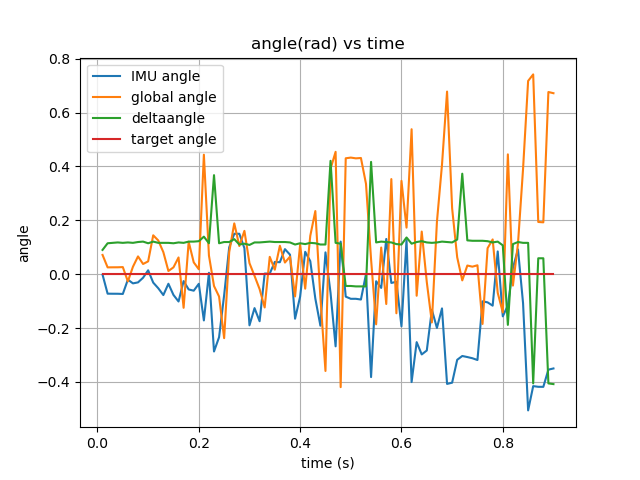 angle(rad) vs time
IMU angle
global angle
deltaangle
target angle
angle
0.8
0.6
0.4
0.2
0.0
−0.2
−0.4
0.0 0.2 0.4 0.6 0.8
time (s)